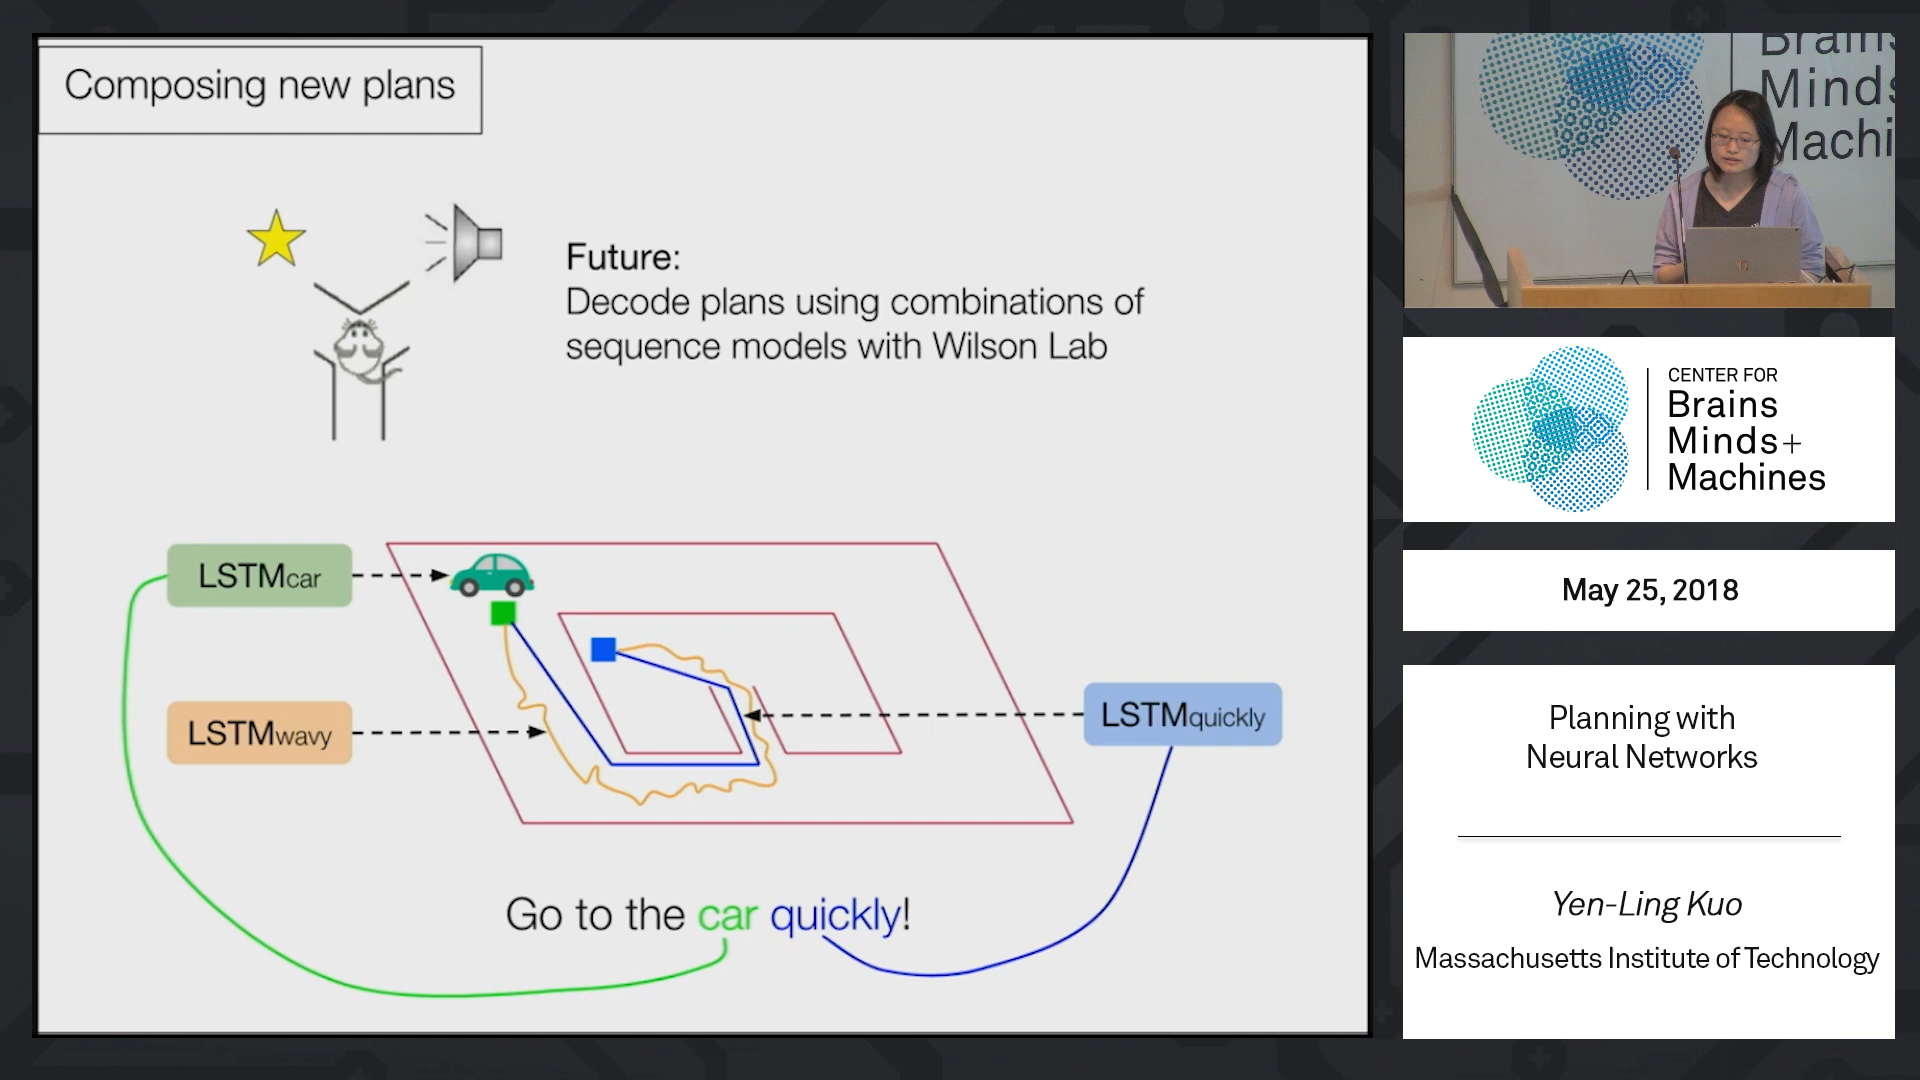 Composing new plans
Future:
Decode plans using combinations of
sequence models with Wilson Lab
LSTMcar
LSTMwavy
LSTMquickly
Go to the car quickly!
Brains
Minds
Machi
CENTER FOR
Brains
Minds+
Machines
May 25, 2018
Planning with
Neural Networks
Yen-Ling Kuo
Massachusetts Institute of Technology